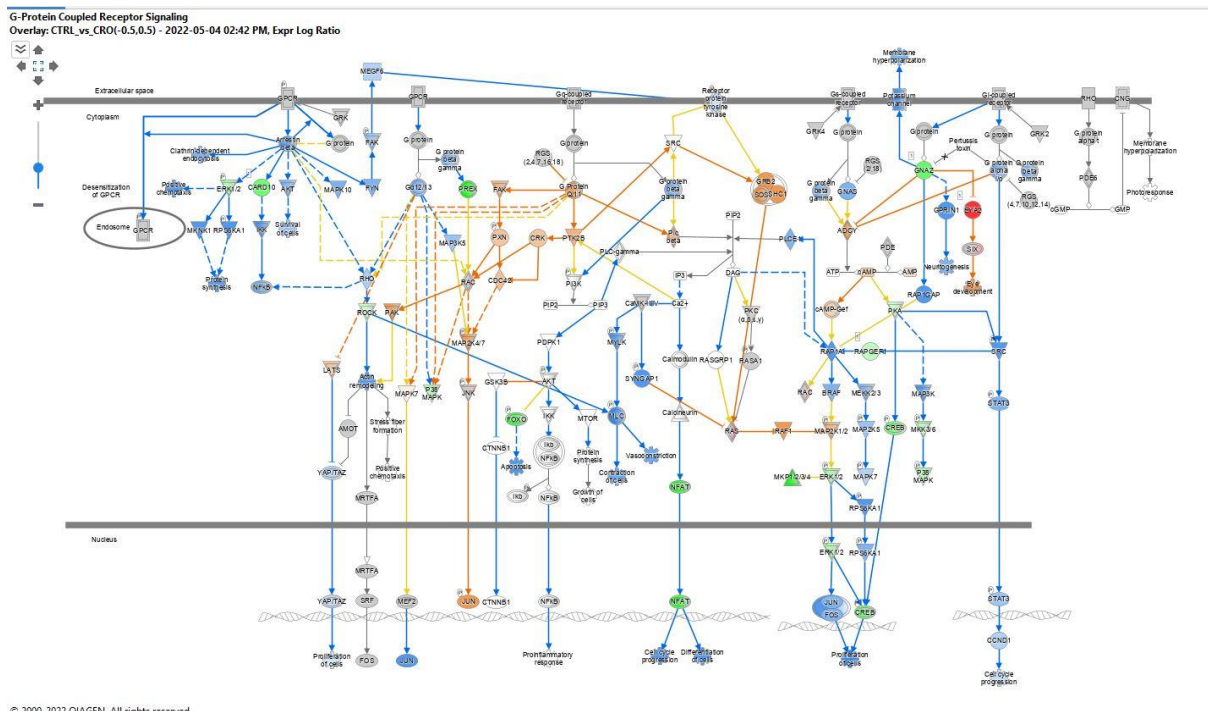 G-Protein Coupled Receptor Signaling
Overlay: CTRL_vs_CRO(-0.5,0.5) - 2022-05-04 02:42 PM, Expr Log Ratio
Membrane
hyperpolarization
MEGF6
Extracellular space
GPCR
GPCR
Gq-coupled
receptor
Receptor
protein tyrosine
kinase
Gs-coupled
receptor
Potassium
channel
Gi-coupled
receptor
RHO
CNG
Cytoplasm
GRK
Arrestin
beta
G protein
FAK
G protein
G protein
SRC
GRK4
G protein
G protein
Pertussis
toxin
G protein
GRK2
G protein
alpha t
Membrane
hyperpolarization
Clathrin dependent
endocytosis
G protein
beta
gamma
RGS
(2,4,7,16,18)
G protein
beta
gamma
GRB2
SOS
SHC1
G protein
beta
gamma
GNAS
RGS
GNAZ
G protein
beta
gamma
RGS
(4,7,10,12,14)
PDE6
Photoresponse
cGMP
GMP
Desensitization
of GPCR
Positive
chemotaxis
ERK1/2
CARD10
AKT
MAPK10
FYN
Gα12/13
PREX
FAK
G Protein
Endosome
GPCR
MKNK1
RPS6KA1
IKK
Survival
of cells
MAP3K5
PXN
CRK
PTK2B
Plc
beta
PIP2
ADCY
GPRIN1
EYA2
PLC-gamma
PDE
SIX
Protein
synthesis
NFkB
RHO
RAC
CDC42
PI3K
IP3
DAG
ATP
cAMP
AMP
Neuritogenesis
Eye
development
ROCK
PAK
PIP2
PIP3
CaMK-II/IV
Ca2+
PKC
cAMP-Gef
PKA
RAP1GAP
MAP2K4/7
PDPK1
MYLK
Calmodulin
RASGRP1
RASA1
RAPGEF
SRC
LATS
Actin
remodeling
MAPK7
P38
MAPK
JNK
GSK3B
AKT
SYNGAP1
RAC
BRAF
MEKK2/3
MAP3K
STAT3
AMOT
Stress fiber
formation
FOXO
IKK
MTOR
MLC
Calcineurin
RAS
IRAF1
MAP2K1/2
MAP2K5
CREB
MKK3/6
YAP/TAZ
Positive
chemotaxis
CTNNB1
Apoptosis
Ikb
NFkB
Protein
synthesis
Vasoconstriction
Contraction
of cells
MKP1/2/3/4
ERK1/2
MAPK7
P38
MAPK
MRTFA
Ikb
NFkB
Growth of
cells
NFAT
RPS6KA1
Nucleus
ERK1/2
RPS6KA1
MRTFA
YAP/TAZ
SRF
MEF2
JUN
CTNNB1
NFkB
NFAT
JUN
FOS
CREB
STAT3
CCND1
Proliferation
of cells
FOS
JUN
Proinflammatory
response
Cell cycle
progression
Differentiation
of cells
Proliferation
of cells
Cell cycle
progression
© 2000-2022 QIAGEN. All rights reserved.